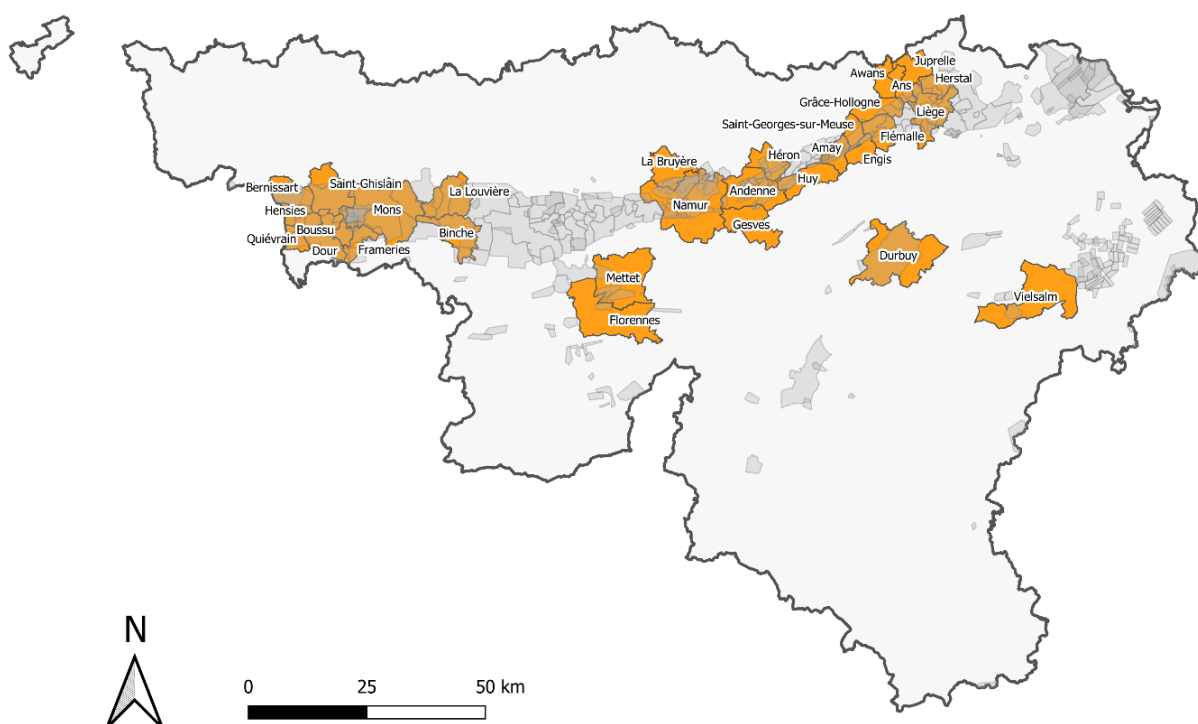 Juprelle
Awans
Herstal
Ans
Grâce-Hollogne
Liège
Saint-Georges-sur-Meuse
Flémalle
Amay
Engis
Héron
La Bruyère
Huy
Andenne
Namur
Gesves
Saint-Ghislain
Bernissart
La Louvière
Hensies
Mons
Boussu
Binche
Quiévrain
Dour
Frameries
Durbuy
Mettet
Vielsalm
Florennes
N
0 25 50 km